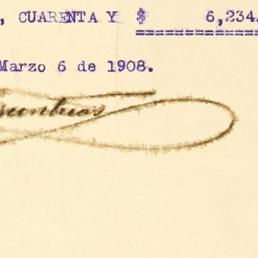 , CUARENTA Y $ 6,234.
Marzo 6 de 1908.